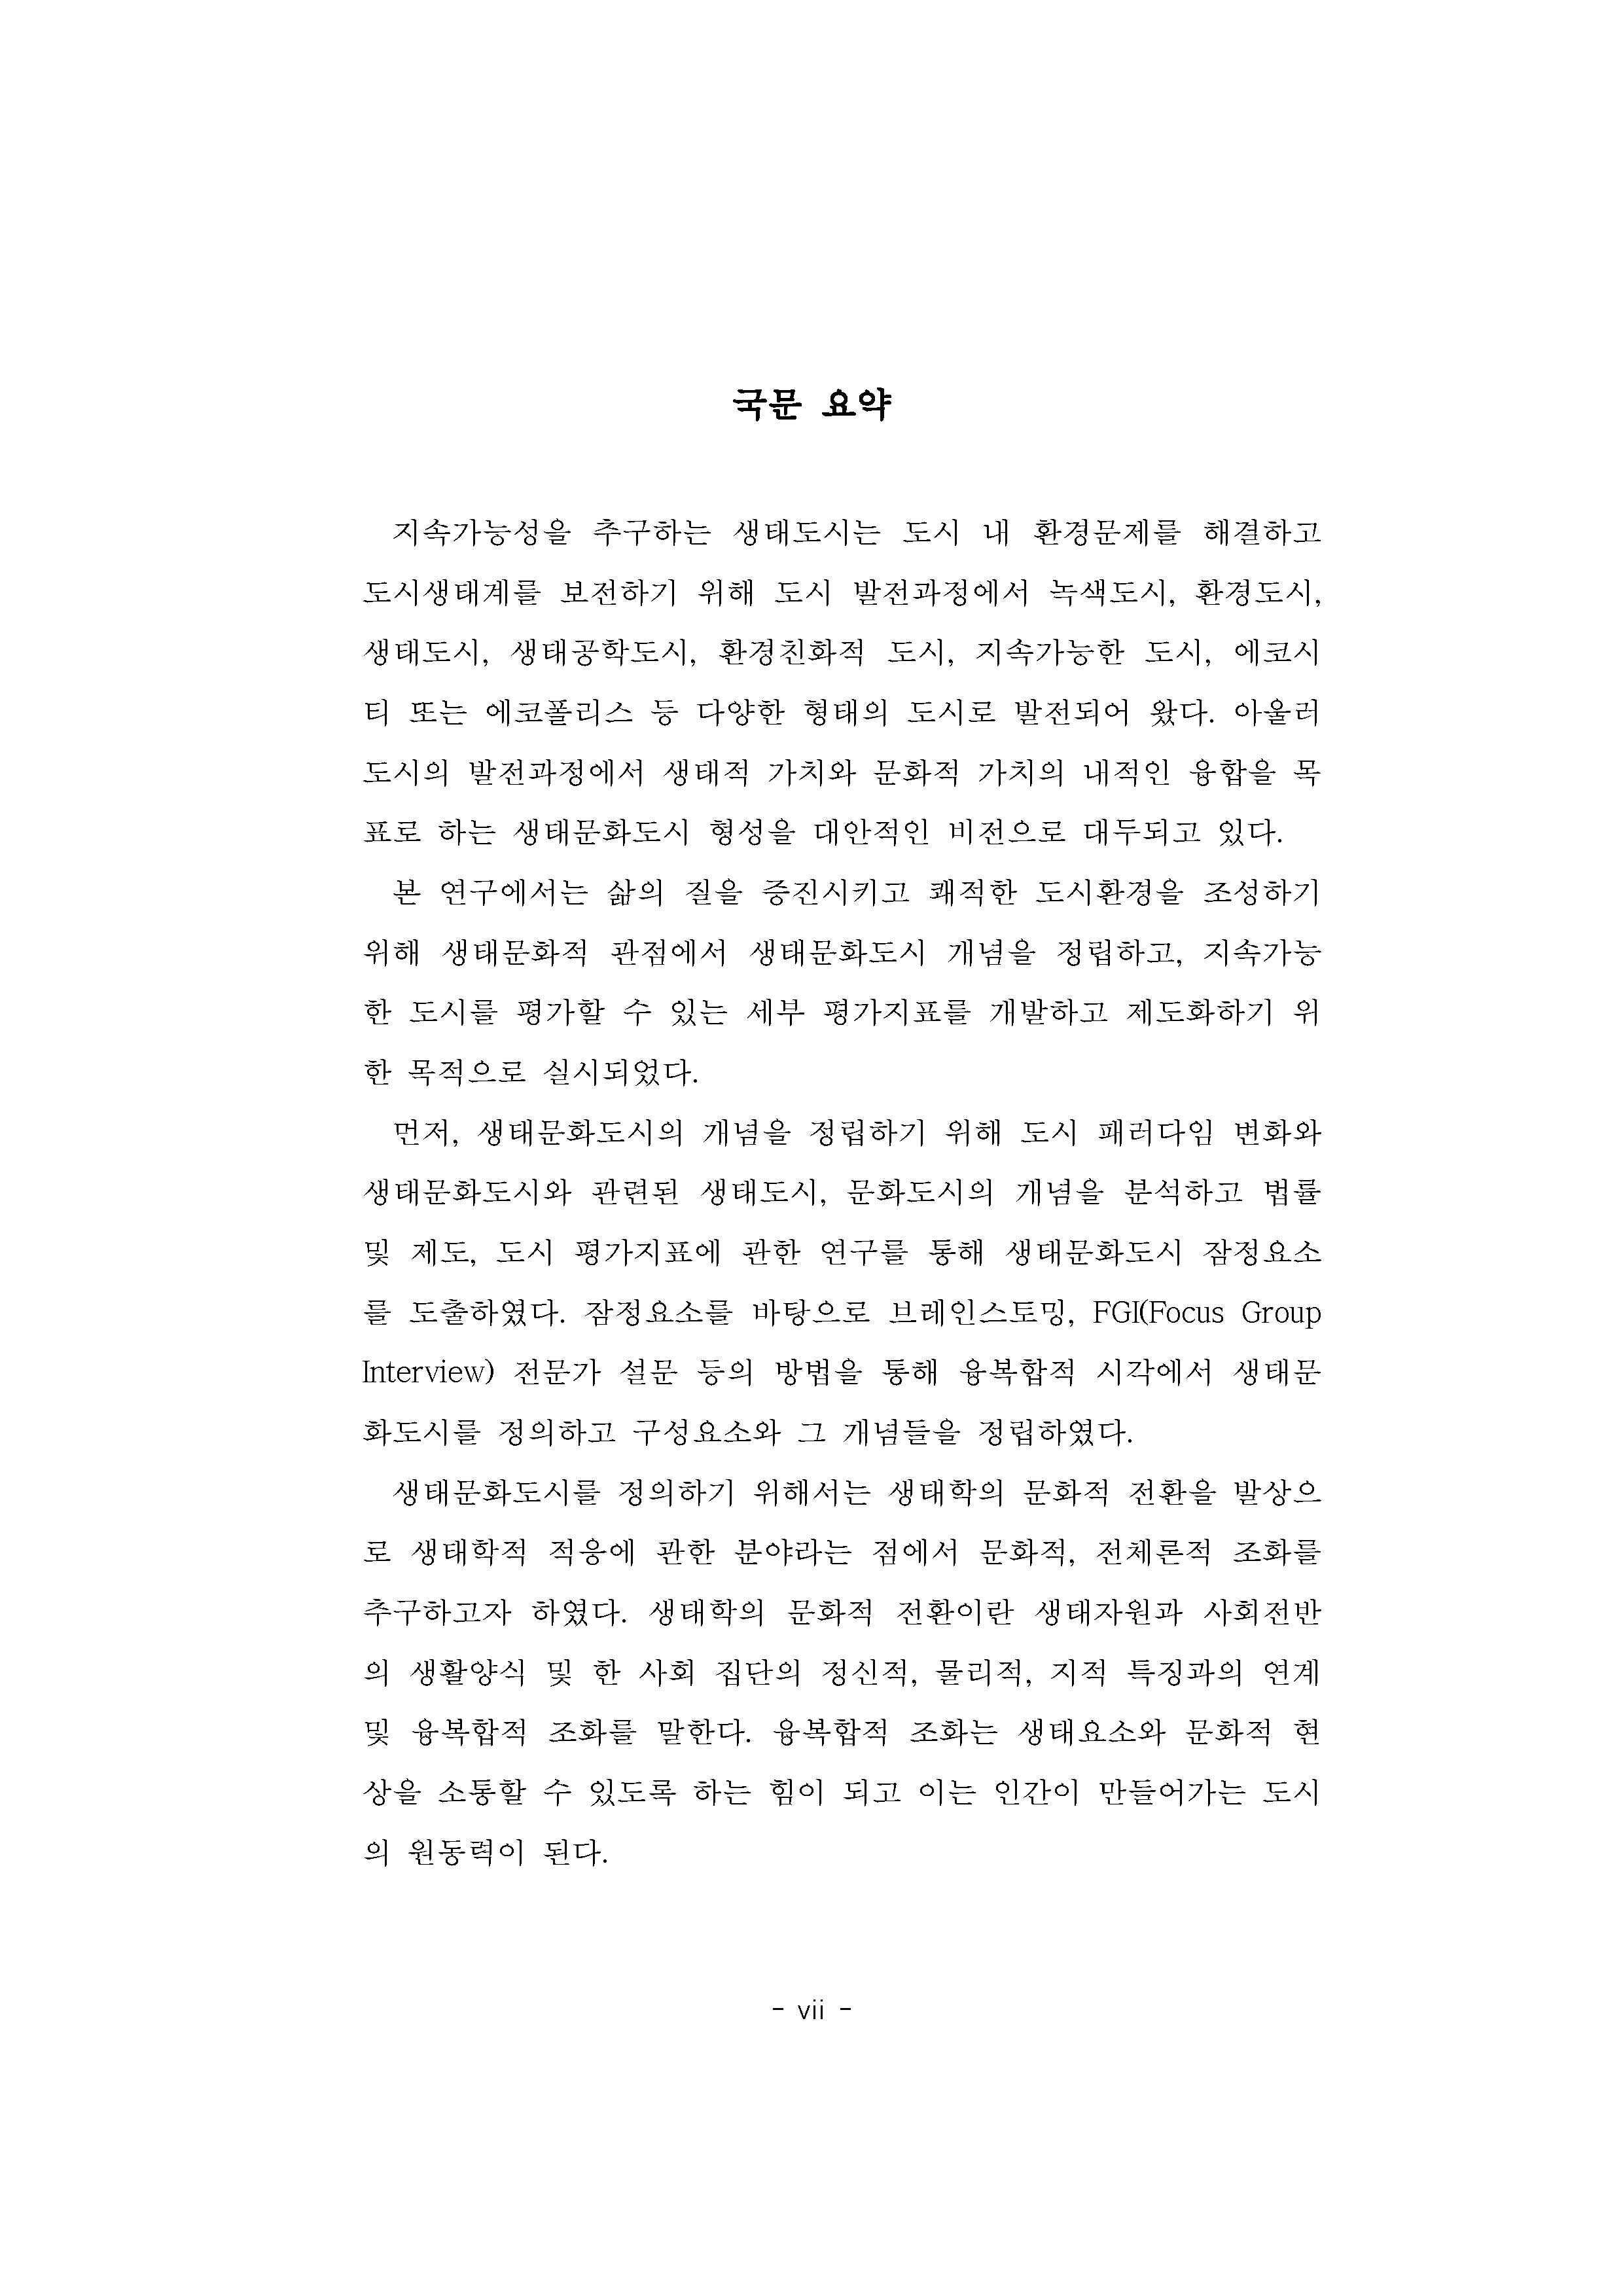 국문 요약
지속가능성을 추구하는 생태도시는 도시 내 환경문제를 해결하고
도시생태계를 보전하기 위해 도시 발전과정에서 녹색도시, 환경도시,
생태도시, 생태공학도시, 환경친화적 도시, 지속가능한 도시, 에코시
티 또는 에코폴리스 등 다양한 형태의 도시로 발전되어 왔다. 아울러
도시의 발전과정에서 생태적 가치와 문화적 가치의 내적인 융합을 목
표로 하는 생태문화도시 형성을 대안적인 비전으로 대두되고 있다.
본 연구에서는 삶의 질을 증진시키고 쾌적한 도시환경을 조성하기
위해 생태문화적 관점에서 생태문화도시 개념을 정립하고, 지속가능
한 도시를 평가할 수 있는 세부 평가지표를 개발하고 제도화하기 위
한 목적으로 실시되었다.
먼저, 생태문화도시의 개념을 정립하기 위해 도시 패러다임 변화와
생태문화도시와 관련된 생태도시, 문화도시의 개념을 분석하고 법률
및 제도, 도시 평가지표에 관한 연구를 통해 생태문화도시 잠정요소
를 도출하였다. 잠정요소를 바탕으로 브레인스토밍, FGI(Focus Group
Interview) 전문가 설문 등의 방법을 통해 융복합적 시각에서 생태문
화도시를 정의하고 구성요소와 그 개념들을 정립하였다.
생태문화도시를 정의하기 위해서는 생태학의 문화적 전환을 발상으
로 생태학적 적응에 관한 분야라는 점에서 문화적, 전체론적 조화를
추구하고자 하였다. 생태학의 문화적 전환이란 생태자원과 사회전반
의 생활양식 및 한 사회 집단의 정신적, 물리적, 지적 특징과의 연계
및 융복합적 조화를 말한다. 융복합적 조화는 생태요소와 문화적 현
상을 소통할 수 있도록 하는 힘이 되고 이는 인간이 만들어가는 도시
의 원동력이 된다.
- vii -